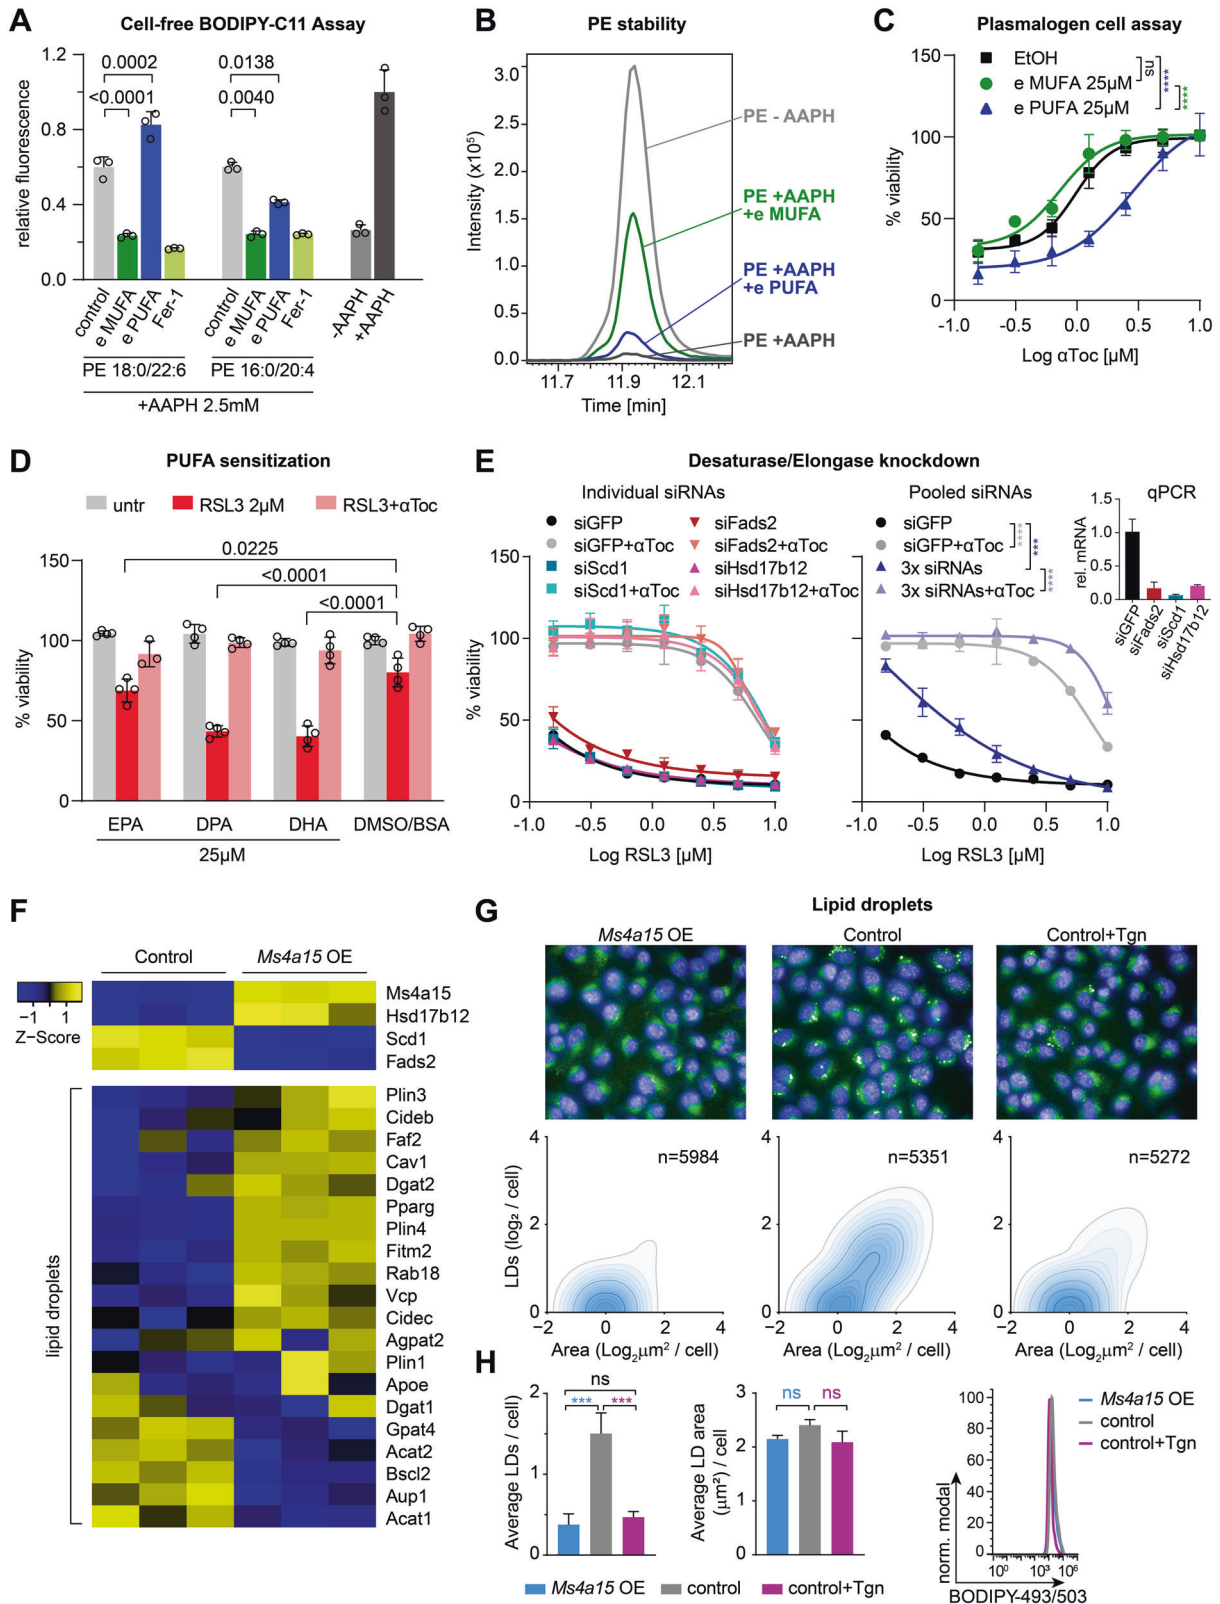 A
Cell-free BODIPY-C11 Assay
relative fluorescence
1.2
0.8
0.4
0.0
0.0002
<0.0001
0.0138
0.0040
control
e MUFA
e PUFA
Fer-1
control
e MUFA
e PUFA
Fer-1
-AAPH
+AAPH
PE 18:0/22:6
PE 16:0/20:4
+AAPH 2.5mM
B
PE stability
Intensity (x10⁵)
3.0
2.0
1.5
1.0
0.5
0.0
11.7
11.9
12.1
Time [min]
PE - AAPH
PE +AAPH
+e MUFA
PE +AAPH
+e PUFA
PE +AAPH
C
Plasmalogen cell assay
EtOH
e MUFA 25µM
e PUFA 25µM
ns
****
****
% viability
150
100
50
0
-1.0
-0.5
0.0
0.5
1.0
Log αToc [µM]
D
PUFA sensitization
untr
RSL3 2µM
RSL3+αToc
0.0225
<0.0001
<0.0001
% viability
150
100
50
0
EPA
DPA
DHA
DMSO/BSA
25µM
E
Desaturase/Elongase knockdown
Individual siRNAs
siGFP
siGFP+αToc
siScd1
siScd1+αToc
siFads2
siFads2+αToc
siHsd17b12
siHsd17b12+αToc
% viability
150
100
50
0
-1.0
-0.5
0.0
0.5
1.0
Log RSL3 [µM]
Pooled siRNAs
siGFP
siGFP+αToc
3x siRNAs
3x siRNAs+αToc
****
***
****
150
100
50
0
-1.0
-0.5
0.0
0.5
1.0
Log RSL3 [µM]
qPCR
rel. mRNA
1.5
1.0
0.5
0.0
siGFP
siFads2
siScd1
siHsd17b12
F
Control
Ms4a15 OE
−1
1
Z−Score
Ms4a15
Hsd17b12
Scd1
Fads2
lipid droplets
Plin3
Cideb
Faf2
Cav1
Dgat2
Pparg
Plin4
Fitm2
Rab18
Vcp
Cidec
Agpat2
Plin1
Apoe
Dgat1
Gpat4
Acat2
Bscl2
Aup1
Acat1
G
Lipid droplets
Ms4a15 OE
Control
Control+Tgn
LDs (log₂ / cell)
4
2
0
n=5984
−2
0
2
4
Area (Log₂µm² / cell)
4
2
0
n=5351
−2
0
2
4
Area (Log₂µm² / cell)
4
2
0
n=5272
−2
0
2
4
Area (Log₂µm² / cell)
H
Average LDs / cell)
2
1
0
ns
***
***
Average LD area
(µm²) / cell
3
2
1
0
ns
ns
Ms4a15 OE
control
control+Tgn
norm. modal
100
80
60
40
20
0
10⁰
10³
10⁶
BODIPY-493/503
Ms4a15 OE
control
control+Tgn